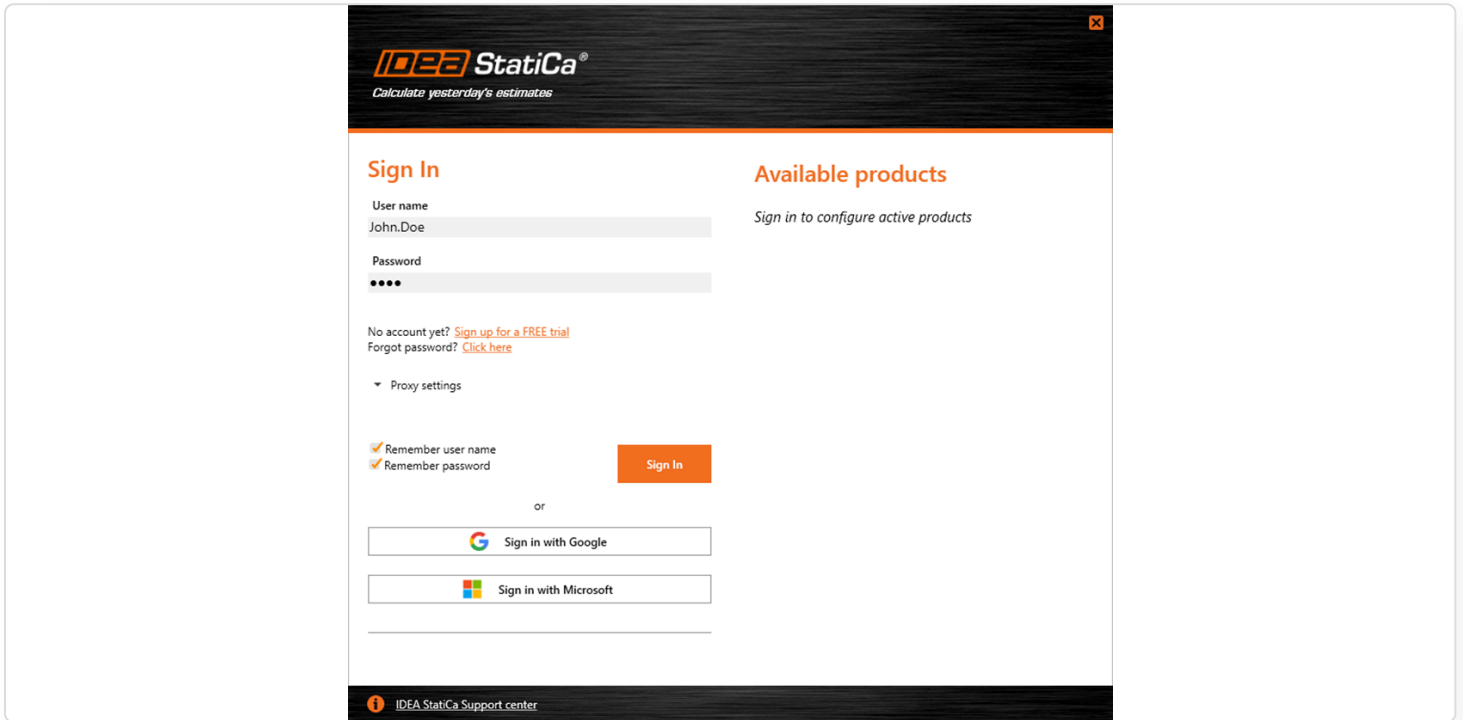 IDEA StatiCa®
Calculate yesterday's estimates
Sign In
User name
John.Doe
Password
••••
No account yet? Sign up for a FREE trial
Forgot password? Click here
Proxy settings
Remember user name
Remember password
Sign In
or
Sign in with Google
Sign in with Microsoft
Available products
Sign in to configure active products
IDEA StatiCa Support center